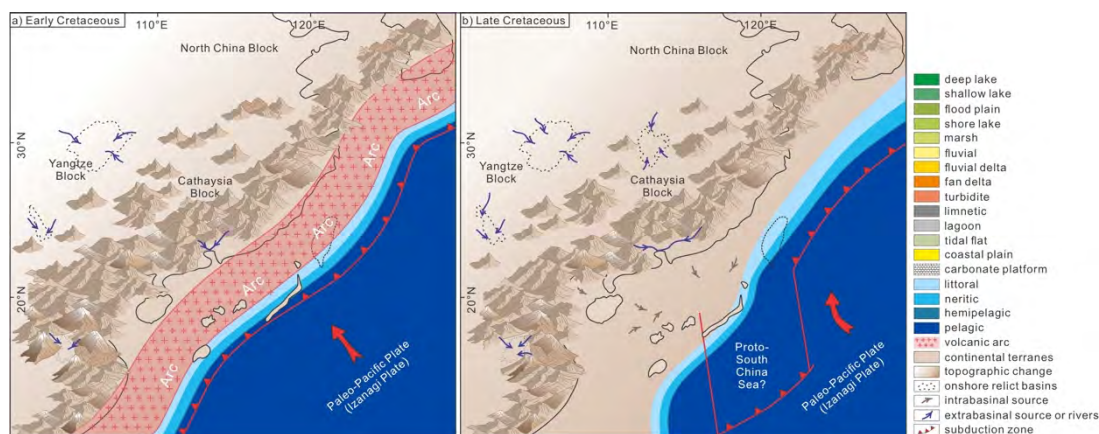 a) Early Cretaceous
110°E
120°E
North China Block
30°N
20°N
Yangtze
Block
Cathaysia
Block
Arc
Arc
Arc
Arc
Arc
Paleo-Pacific Plate
(Izanagi Plate)
b) Late Cretaceous
110°E
120°E
North China Block
30°N
20°N
Yangtze
Block
Cathaysia
Block
Proto-
South
China
Sea?
Paleo-Pacific Plate
(Izanagi Plate)
deep lake
shallow lake
flood plain
shore lake
marsh
fluvial
fluvial delta
fan delta
turbidite
limnetic
lagoon
tidal flat
coastal plain
carbonate platform
littoral
neritic
hemipelagic
pelagic
volcanic arc
continental terranes
topographic change
onshore relict basins
intrabasinal source
extrabasinal source or rivers
subduction zone